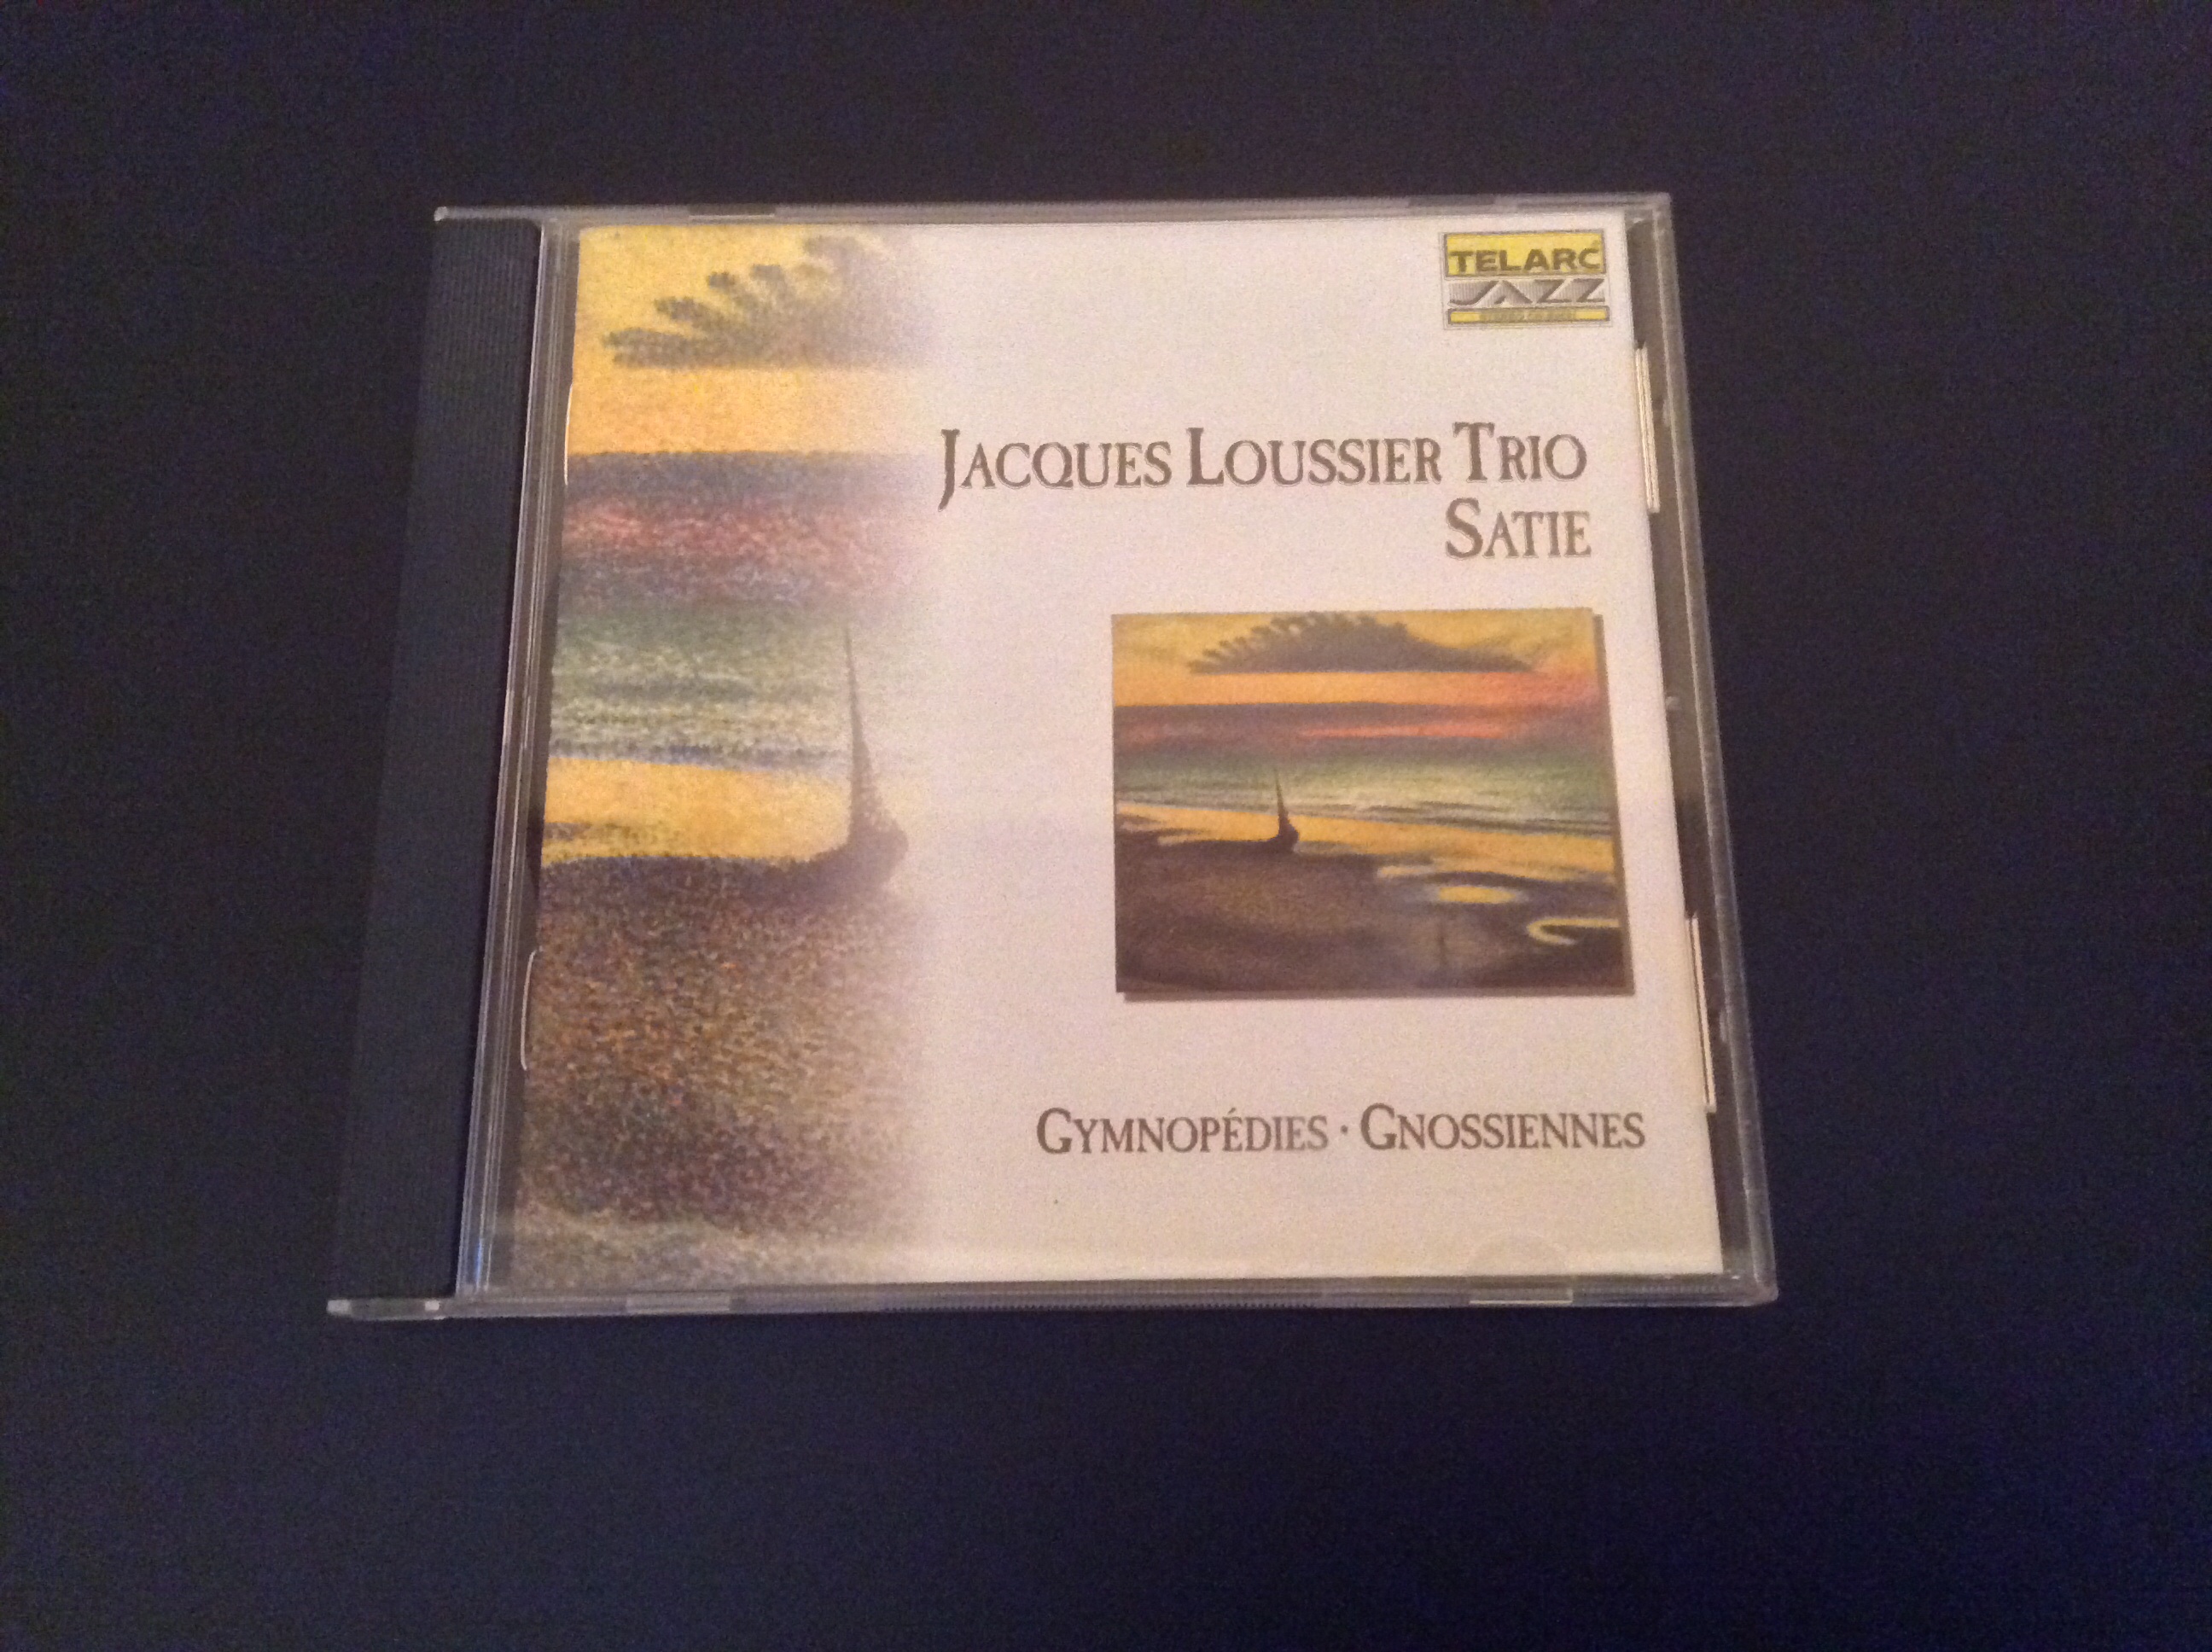 TELARC
JAZZ
JACQUES LOUSSIER TRIO
SATIE
GYMNOPÉDIES · GNOSSIENNES